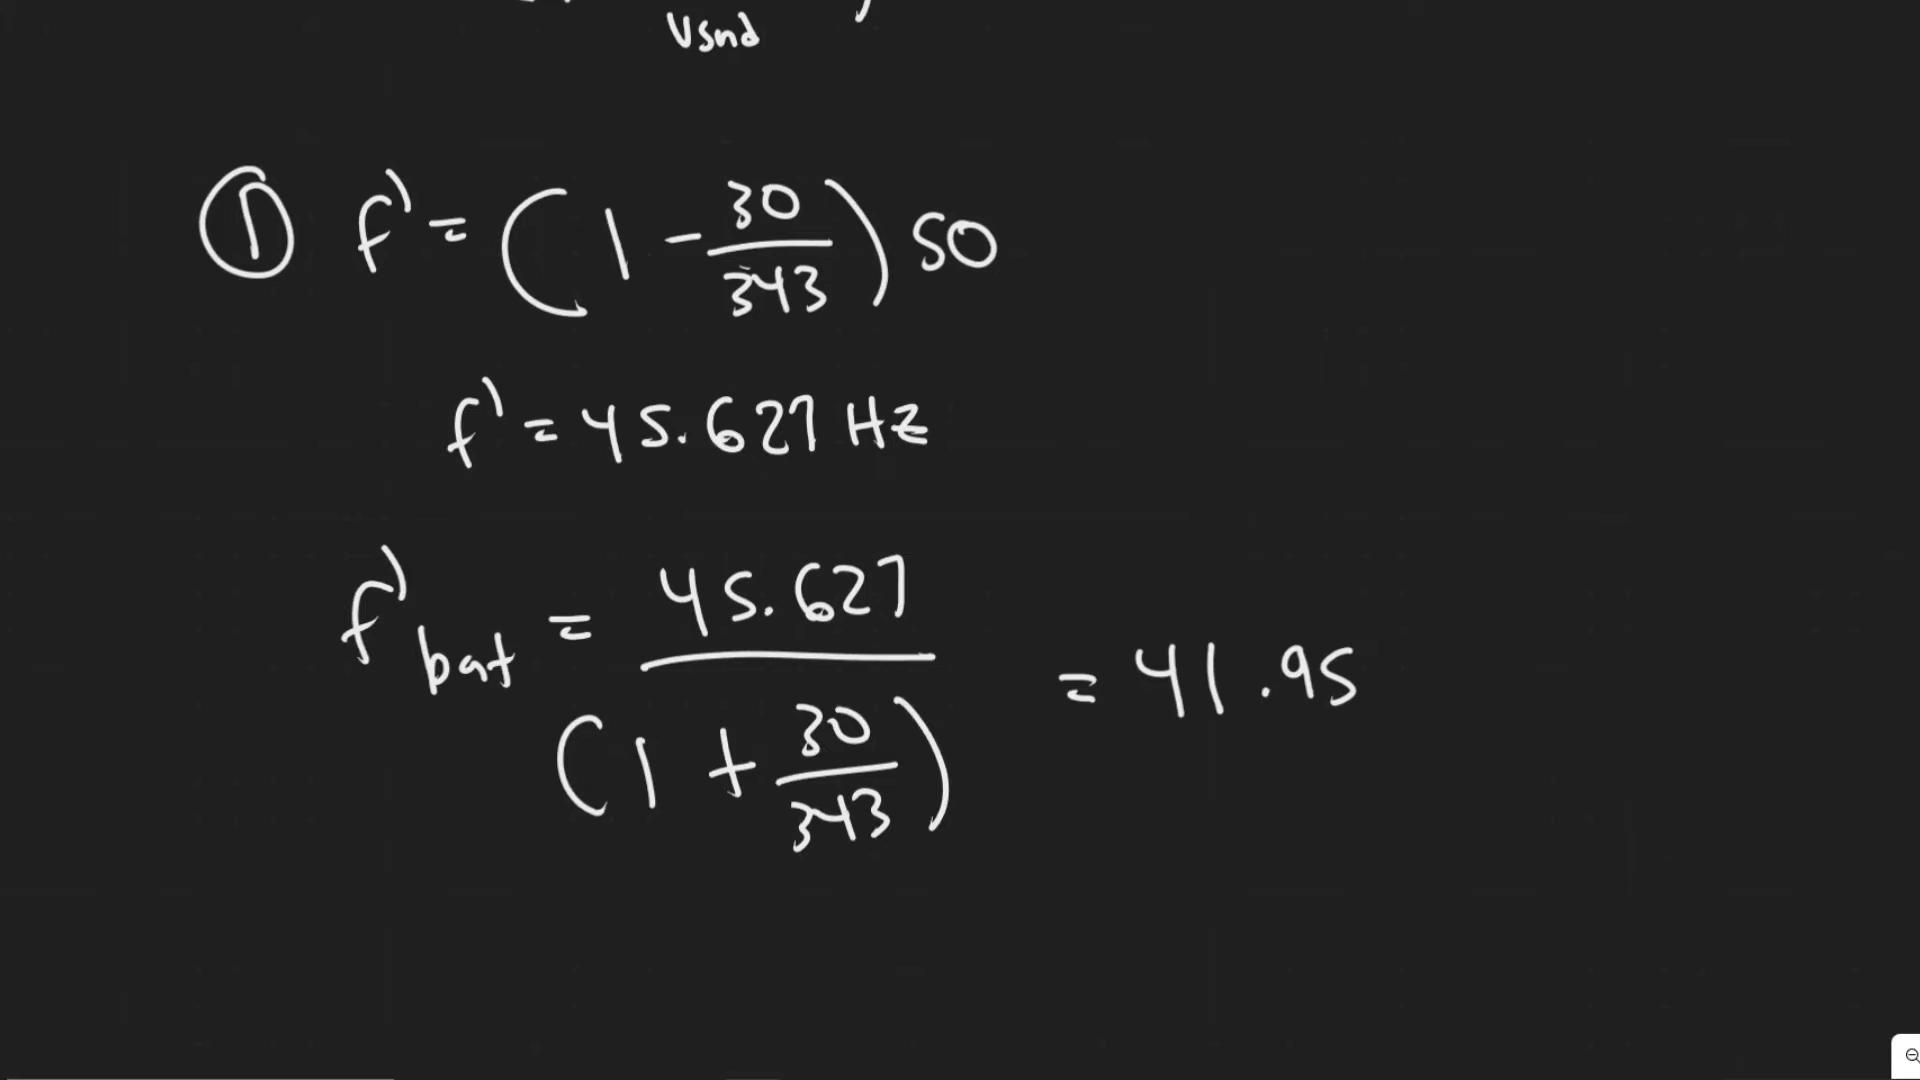 Vsnd
① f' = (1 - 30/343) 50
f' = 45.627 Hz
f'bat = 45.627/(1 + 30/343) = 41.95